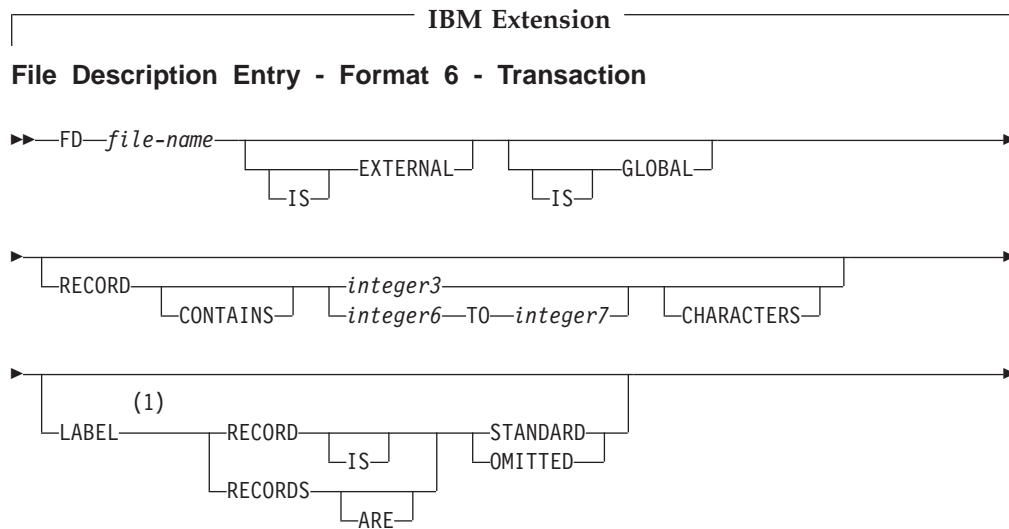 IBM Extension
File Description Entry - Format 6 - Transaction
FD file-name EXTERNAL GLOBAL
IS IS
RECORD integer3
CONTAINS integer6 TO integer7 CHARACTERS
(1)
LABEL RECORD STANDARD
IS OMITTED
RECORDS
ARE